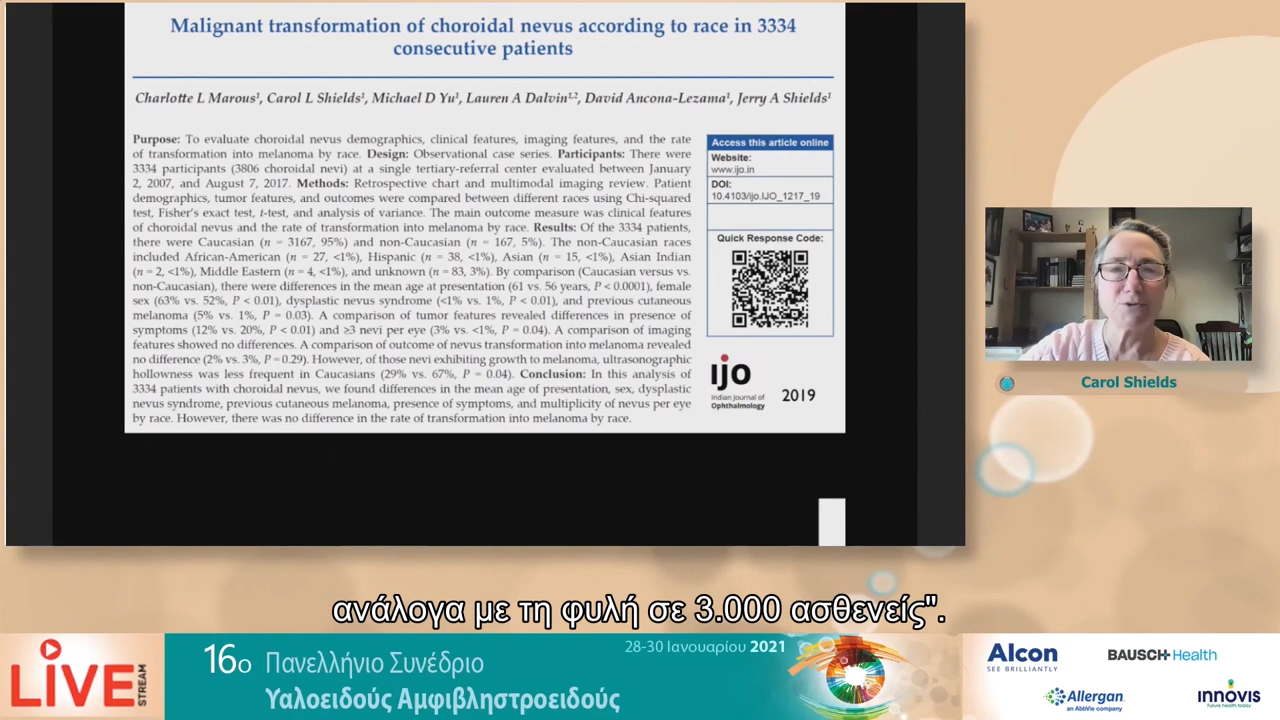 Malignant transformation of choroidal nevus according to race in 3334
consecutive patients
Charlotte L Marous¹, Carol L Shields¹, Michael D Yu¹, Lauren A Dalvin¹,², David Ancona-Lezama¹, Jerry A Shields¹
Purpose: To evaluate choroidal nevus demographics, clinical features, imaging features, and the rate
of transformation into melanoma by race. Design: Observational case series. Participants: There were
3334 participants (3806 choroidal nevi) at a single tertiary-referral center evaluated between January
2, 2007, and August 7, 2017. Methods: Retrospective chart and multimodal imaging review. Patient
demographics, tumor features, and outcomes were compared between different races using Chi-squared
test, Fisher's exact test, t-test, and analysis of variance. The main outcome measure was clinical features
of choroidal nevus and the rate of transformation into melanoma by race. Results: Of the 3334 patients,
there were Caucasian (n = 3167, 95%) and non-Caucasian (n = 167, 5%). The non-Caucasian races
included African-American (n = 27, <1%), Hispanic (n = 38, <1%), Asian (n = 15, <1%), Asian Indian
(n = 2, <1%), Middle Eastern (n = 4, <1%), and unknown (n = 83, 3%). By comparison (Caucasian versus vs.
non-Caucasian), there were differences in the mean age at presentation (61 vs. 56 years, P < 0.0001), female
sex (63% vs. 52%, P < 0.01), dysplastic nevus syndrome (<1% vs. 1%, P < 0.01), and previous cutaneous
melanoma (5% vs. 1%, P = 0.03). A comparison of tumor features revealed differences in presence of
symptoms (12% vs. 20%, P < 0.01) and ≥3 nevi per eye (3% vs. <1%, P = 0.04). A comparison of imaging
features showed no differences. A comparison of outcome of nevus transformation into melanoma revealed
no difference (2% vs. 3%, P = 0.29). However, of those nevi exhibiting growth to melanoma, ultrasonographic
hollowness was less frequent in Caucasians (29% vs. 67%, P = 0.04). Conclusion: In this analysis of
3334 patients with choroidal nevus, we found differences in the mean age of presentation, sex, dysplastic
nevus syndrome, previous cutaneous melanoma, presence of symptoms, and multiplicity of nevus per eye
by race. However, there was no difference in the rate of transformation into melanoma by race.
Access this article online
Website:
www.ijo.in
DOI:
10.4103/ijo.IJO_1217_19
Quick Response Code:
ijo
Indian Journal of
Ophthalmology
2019
Carol Shields
ανάλογα με τη φυλή σε 3.000 ασθενείς".
LIVE
STREAM
16ο Πανελλήνιο Συνέδριο
Υαλοειδούς Αμφιβληστροειδούς
28-30 Ιανουαρίου 2021
Alcon
SEE BRILLIANTLY
BAUSCH+Health
Allergan
an AbbVie company
innovis
Future health today